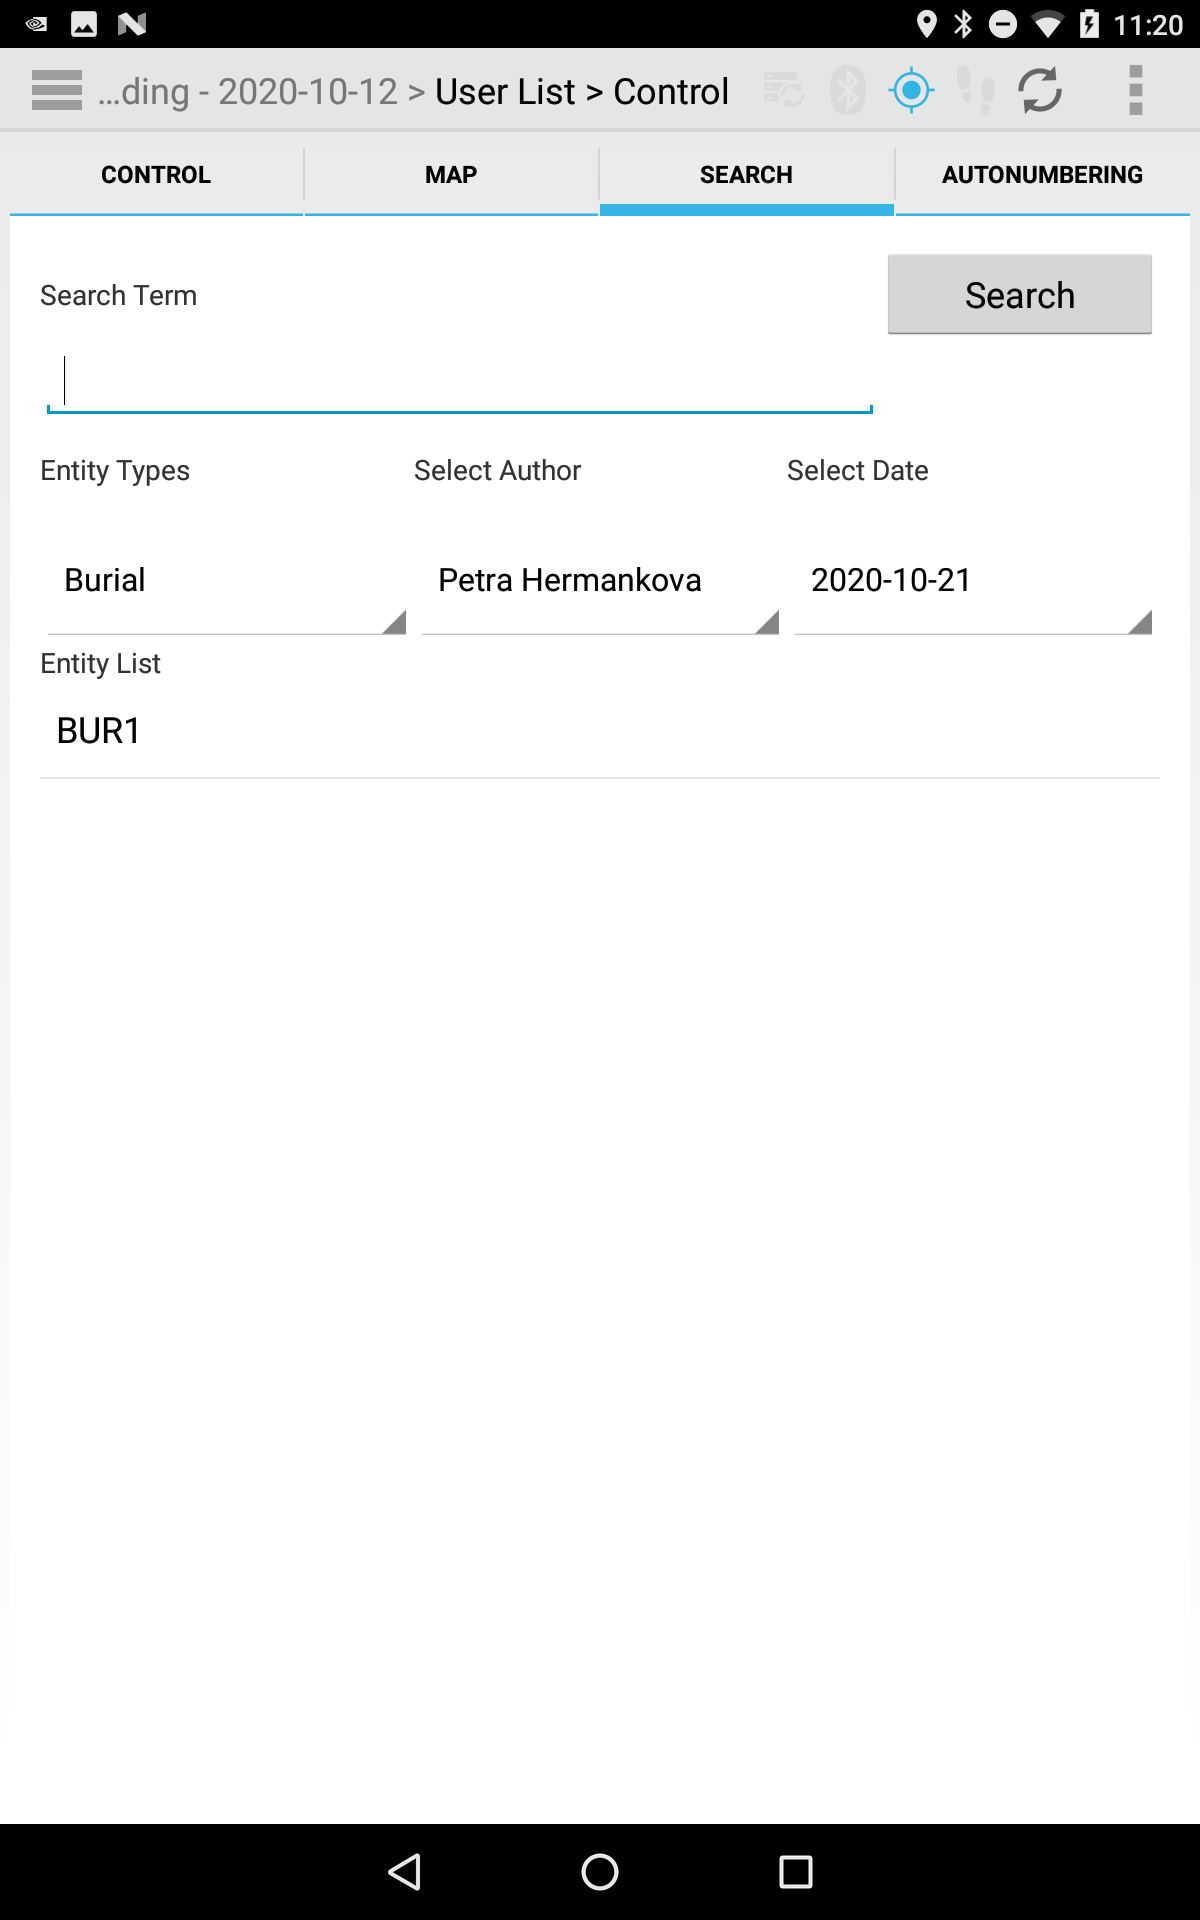 11:20
...ding - 2020-10-12 > User List > Control
CONTROL
MAP
SEARCH
AUTONUMBERING
Search Term
Search
Entity Types
Select Author
Select Date
Burial
Petra Hermankova
2020-10-21
Entity List
BUR1